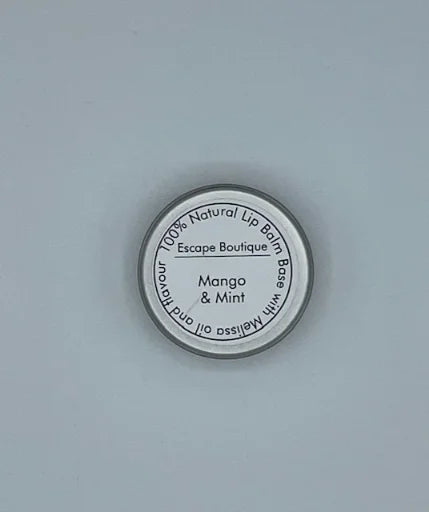 100% Natural Lip Balm Base with Melissa oil and flavour
Escape Boutique
Mango
& Mint